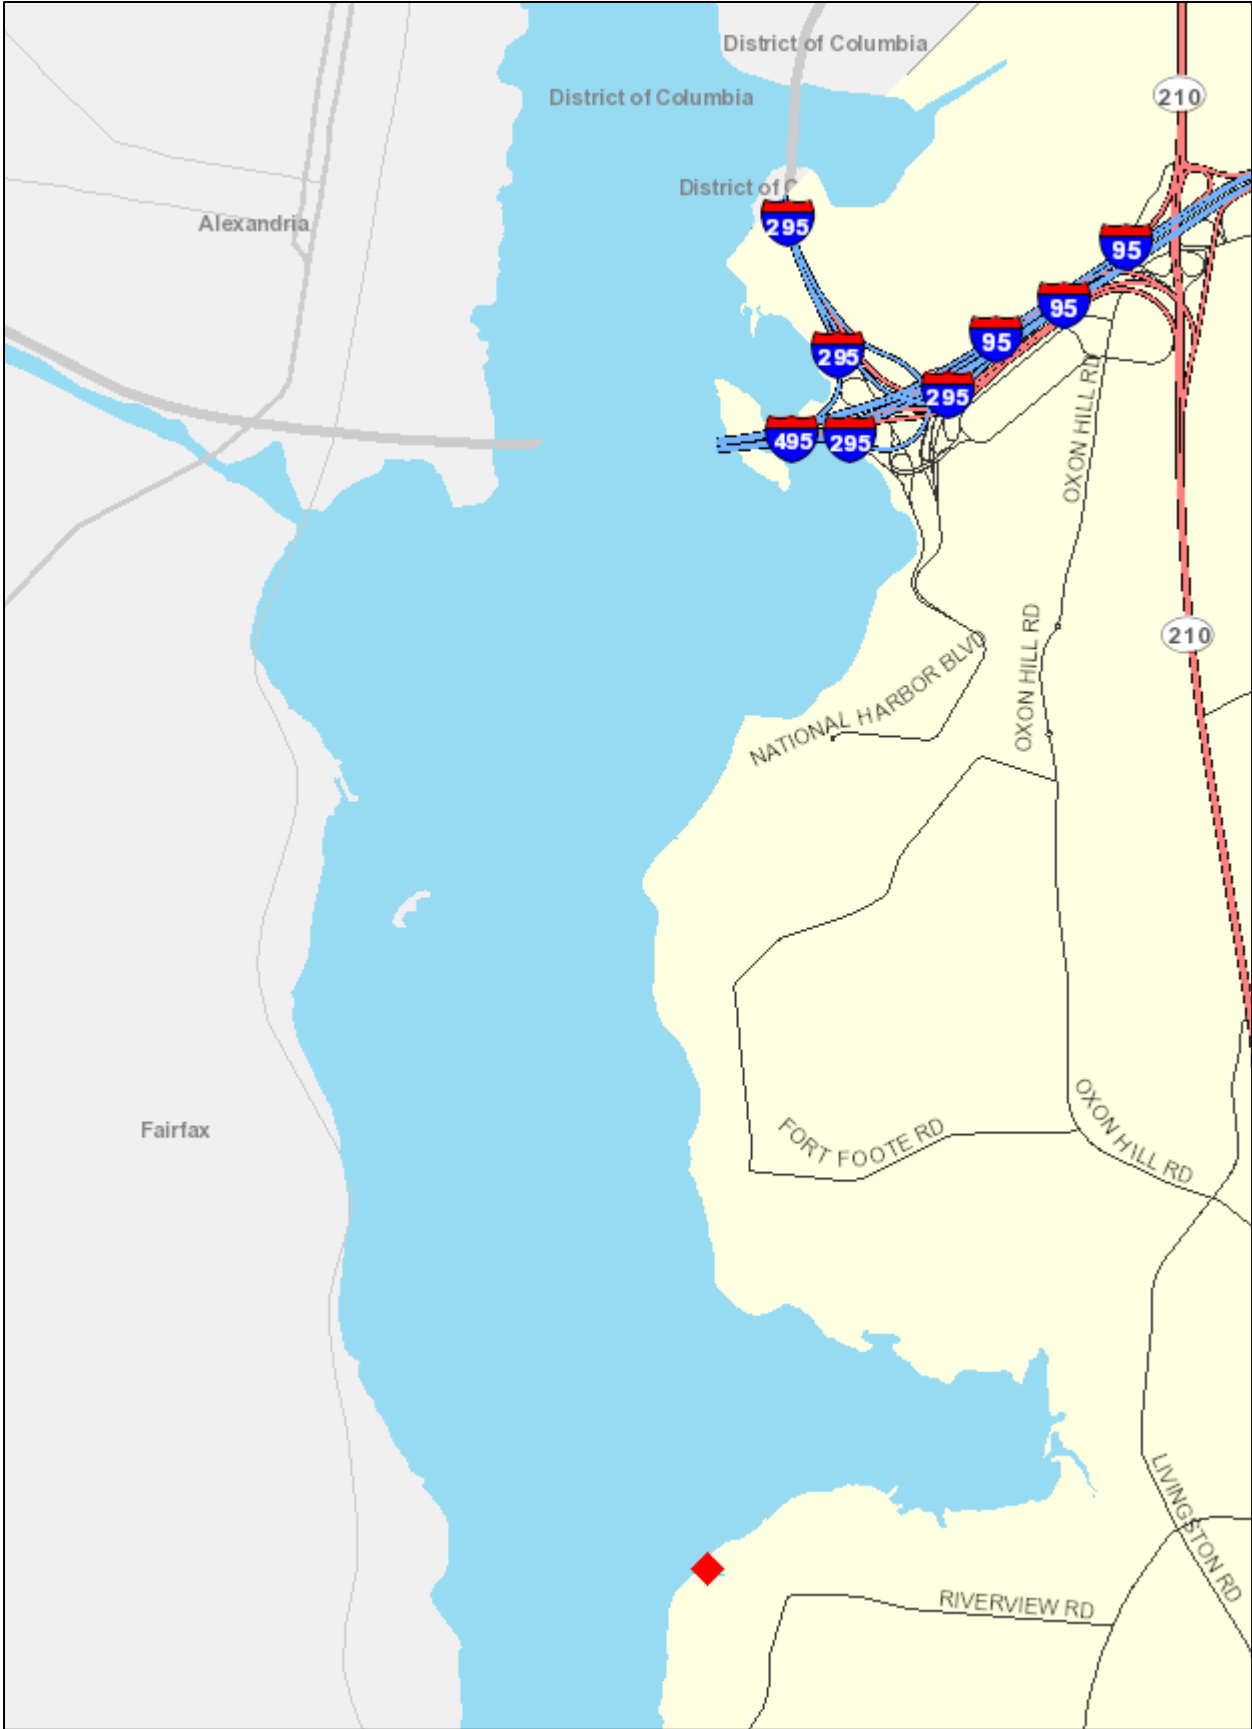 District of Columbia
District of Columbia
210
District of C
Alexandria
295
95
95
95
295
295
495
295
OXON HILL RD
OXON HILL RD
210
NATIONAL HARBOR BLVD
FORT FOOTE RD
OXON HILL RD
Fairfax
LIVINGSTON RD
RIVERVIEW RD